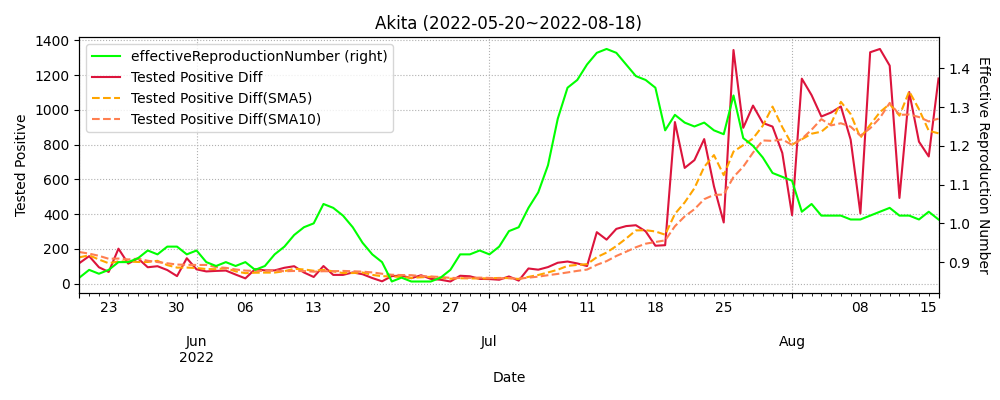 Akita (2022-05-20~2022-08-18)
effectiveReproductionNumber (right)
Tested Positive Diff
Tested Positive Diff(SMA5)
Tested Positive Diff(SMA10)
Tested Positive
1400
1200
1000
800
600
400
200
0
1.4
1.3
1.2
1.1
1.0
0.9
Effective Reproduction Number
23 30 06 13 20 27 04 11 18 25 08 15
Jun Jul Aug
2022
Date